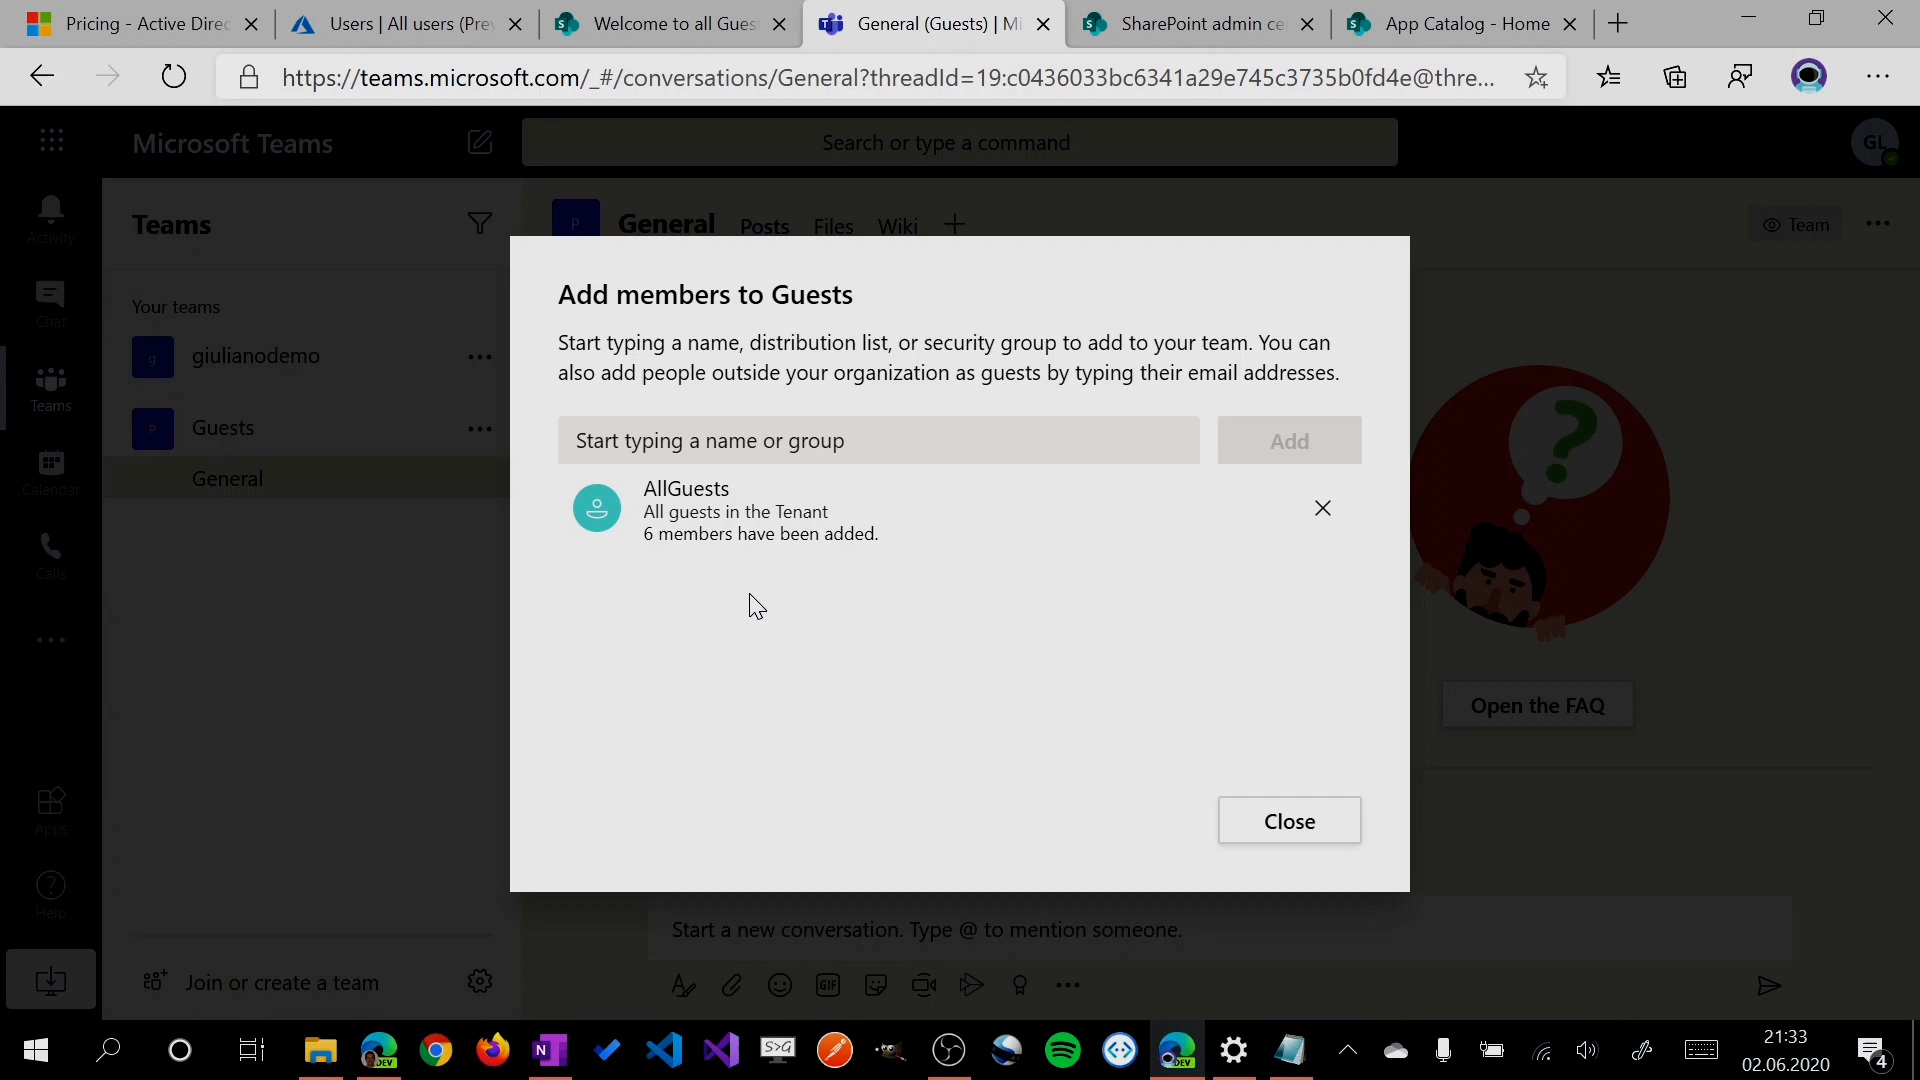 Pricing - Active Direc
Users | All users (Prev
Welcome to all Gues
General (Guests) | Mi
SharePoint admin ce
App Catalog - Home
https://teams.microsoft.com/_#/conversations/General?threadId=19:c0436033bc6341a29e745c3735b0fd4e@thre...
Microsoft Teams
Search or type a command
GL
Activity
Chat
Teams
Calendar
Calls
Apps
Help
Teams
Your teams
g
giulianodemo
P
Guests
General
Join or create a team
P
General
Posts
Files
Wiki
Team
Add members to Guests
Start typing a name, distribution list, or security group to add to your team. You can
also add people outside your organization as guests by typing their email addresses.
Start typing a name or group
Add
AllGuests
All guests in the Tenant
6 members have been added.
Close
Open the FAQ
Start a new conversation. Type @ to mention someone.
GIF
DEV
N
S>G
DEV
21:33
02.06.2020
4